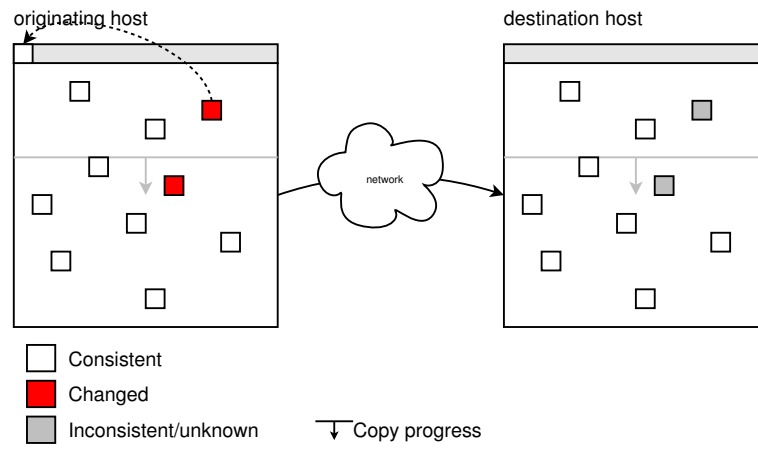 originating host
destination host
network
Consistent
Changed
Inconsistent/unknown
Copy progress